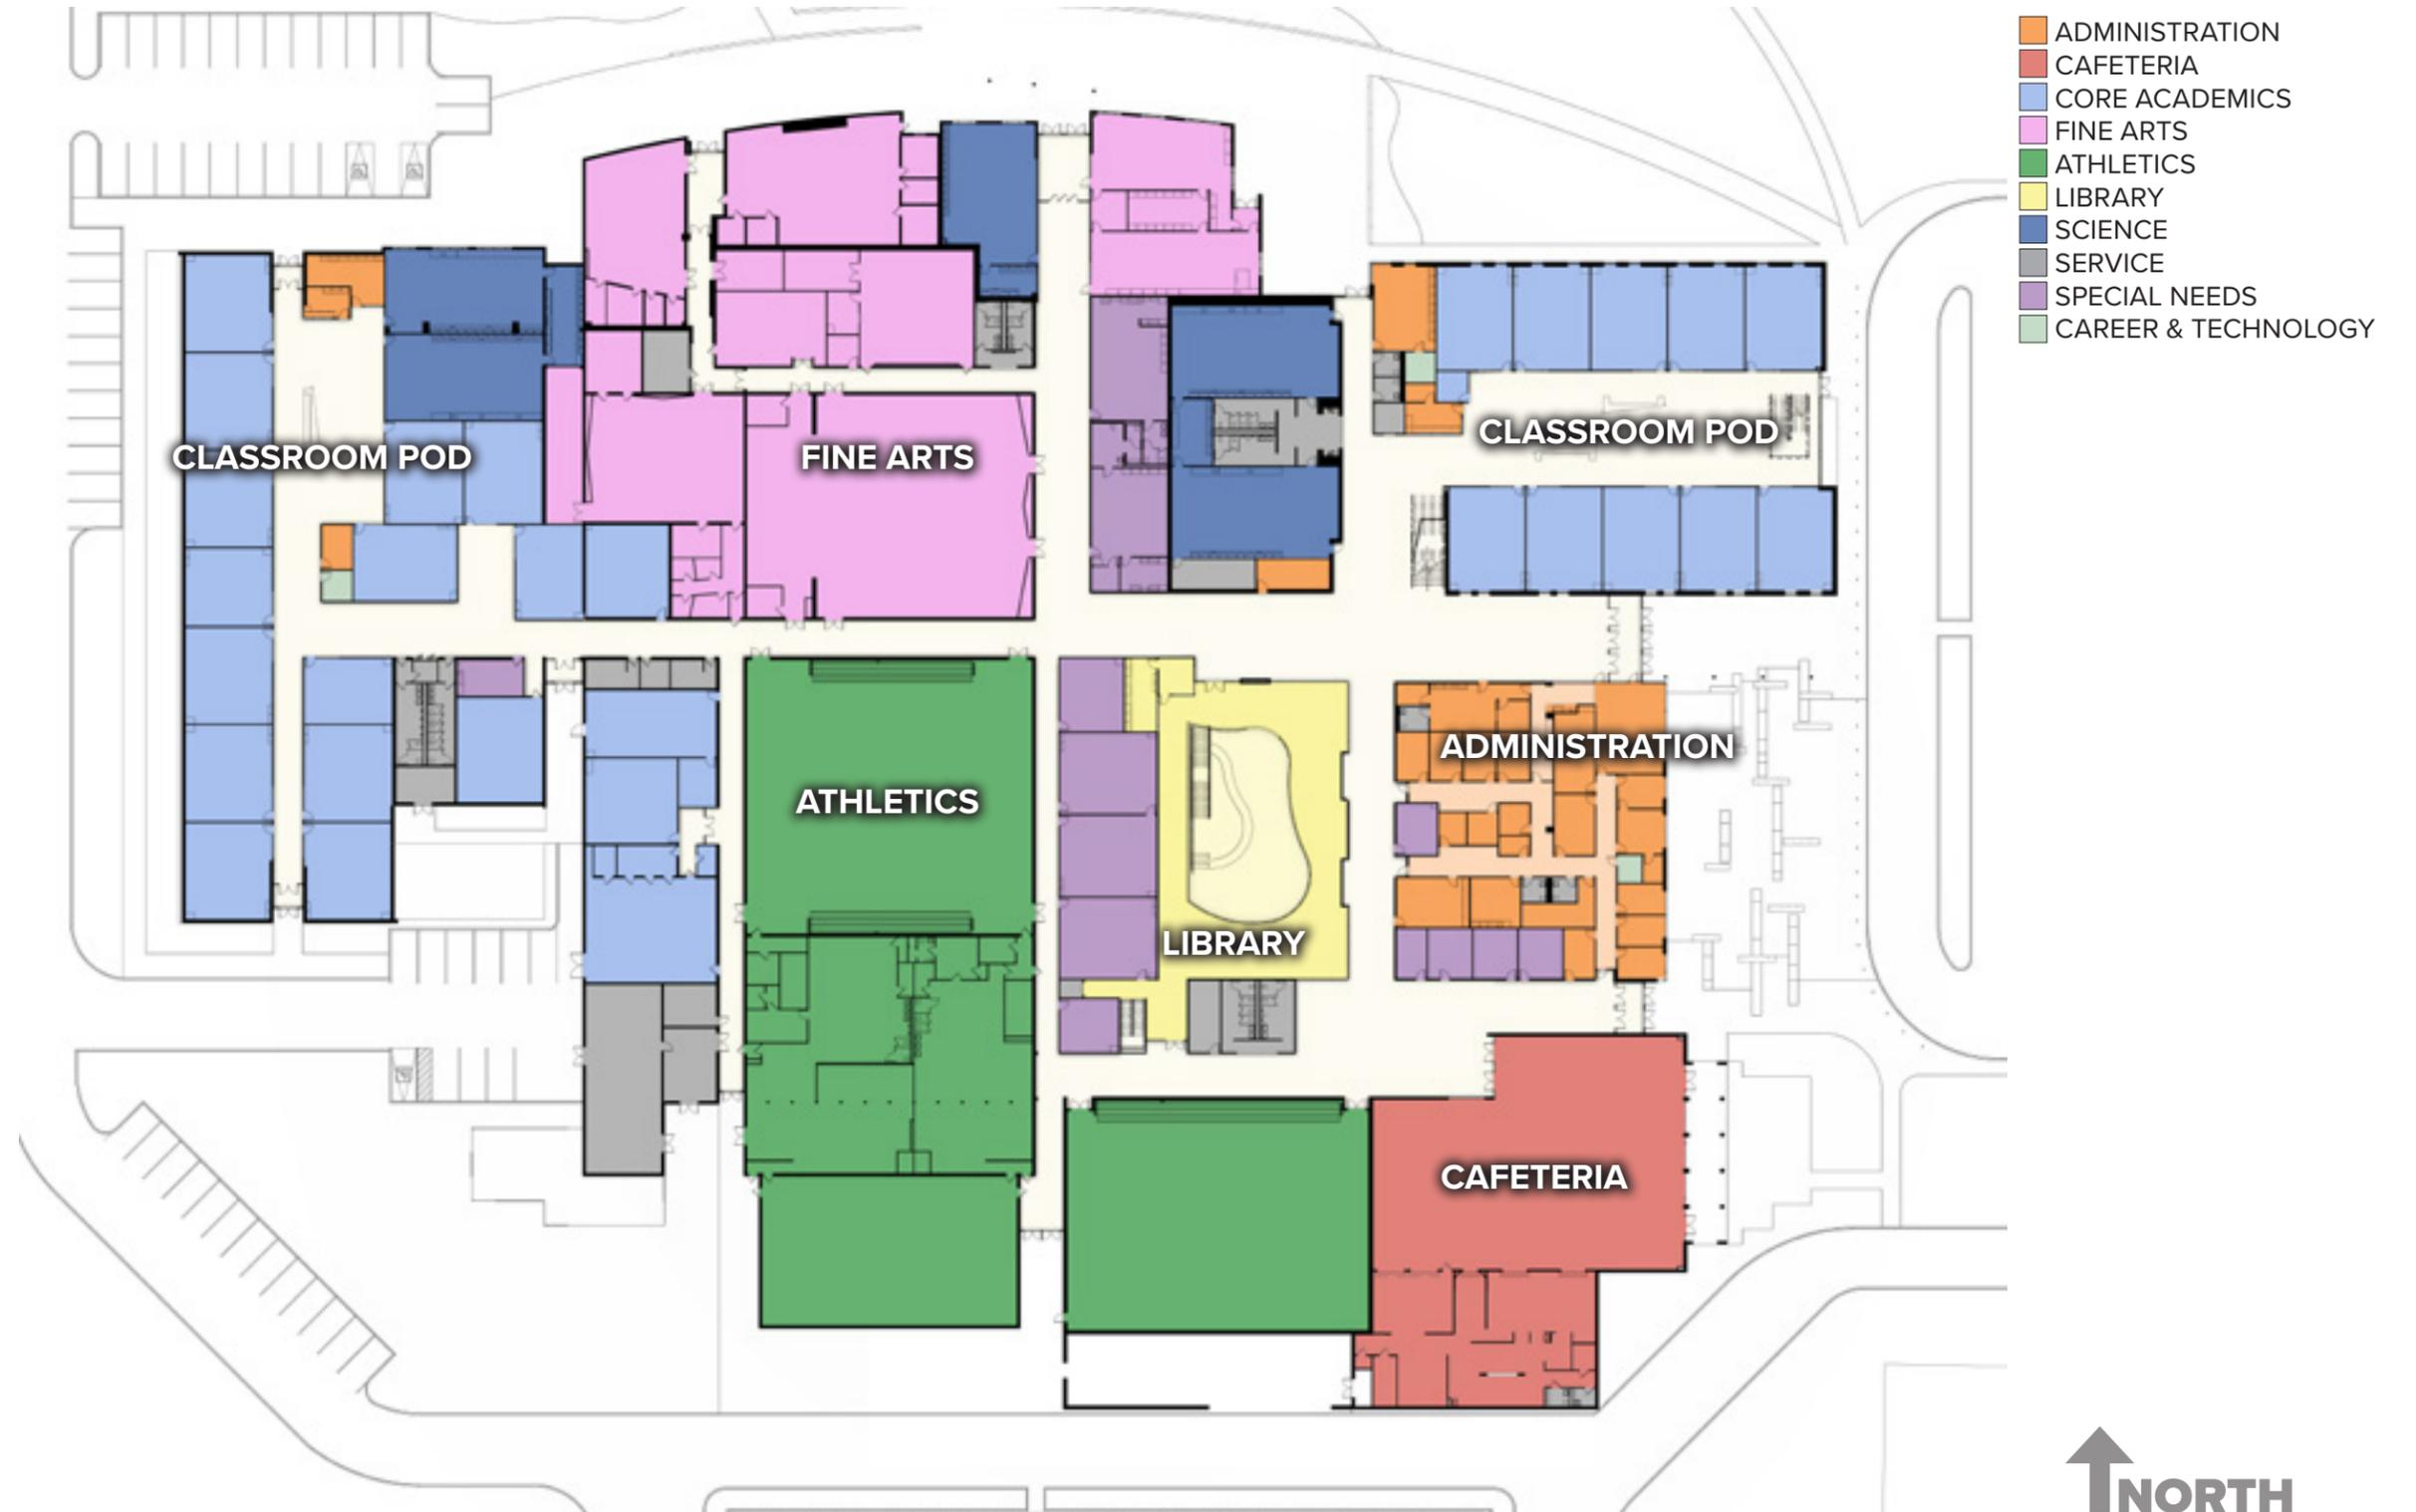 ADMINISTRATION
CAFETERIA
CORE ACADEMICS
FINE ARTS
ATHLETICS
LIBRARY
SCIENCE
SERVICE
SPECIAL NEEDS
CAREER & TECHNOLOGY
CLASSROOM POD
FINE ARTS
CLASSROOM POD
ADMINISTRATION
ATHLETICS
LIBRARY
CAFETERIA
NORTH